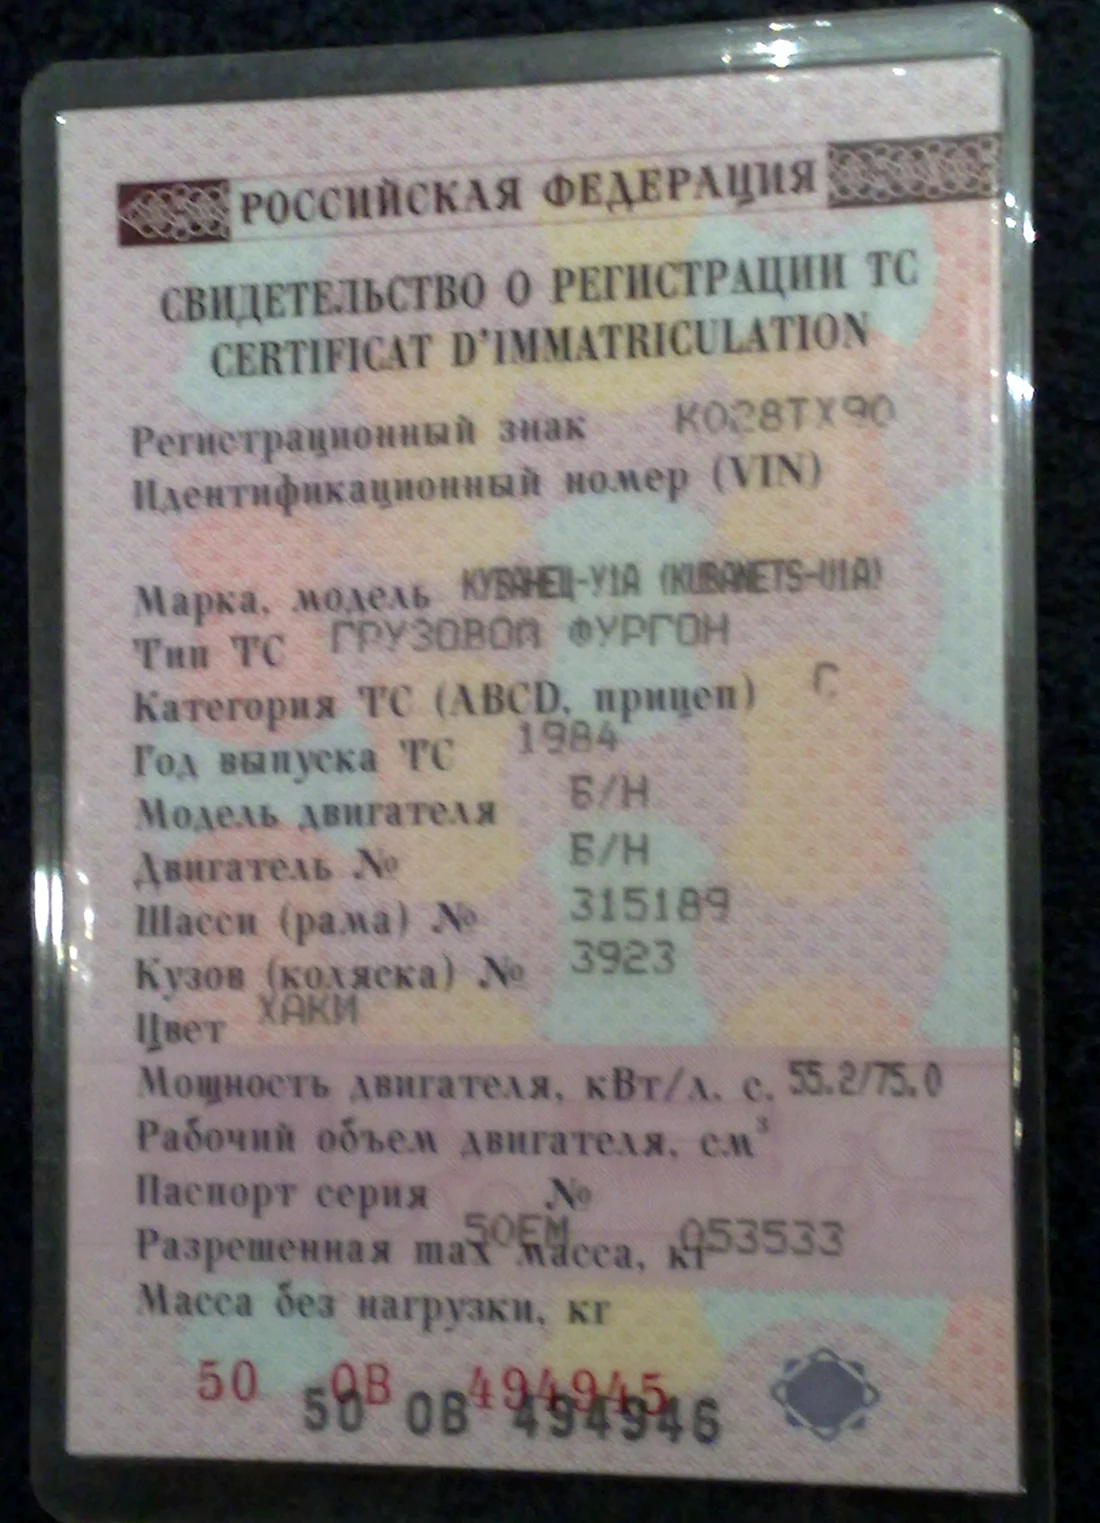 РОССИЙСКАЯ ФЕДЕРАЦИЯ
СВИДЕТЕЛЬСТВО О РЕГИСТРАЦИИ ТС
CERTIFICAT D'IMMATRICULATION
Регистрационный знак К028ТХ90
Идентификационный номер (VIN)
Марка, модель КУБАНЕЦ-У1А (KUBANETS-U1A)
Тип ТС ГРУЗОВОЙ ФУРГОН
Категория ТС (ABCD, прицеп) С
Год выпуска ТС 1984
Модель двигателя Б/Н
Двигатель № Б/Н
Шасси (рама) № 315189
Кузов (коляска) № 3923
Цвет ХАКИ
Мощность двигателя, кВт/л. с. 55.2/75.0
Рабочий объем двигателя, см³
Паспорт серия №
50ЕМ 053533
Разрешенная max масса, кг
Масса без нагрузки, кг
50 ОВ 494945
50 ОВ 494946